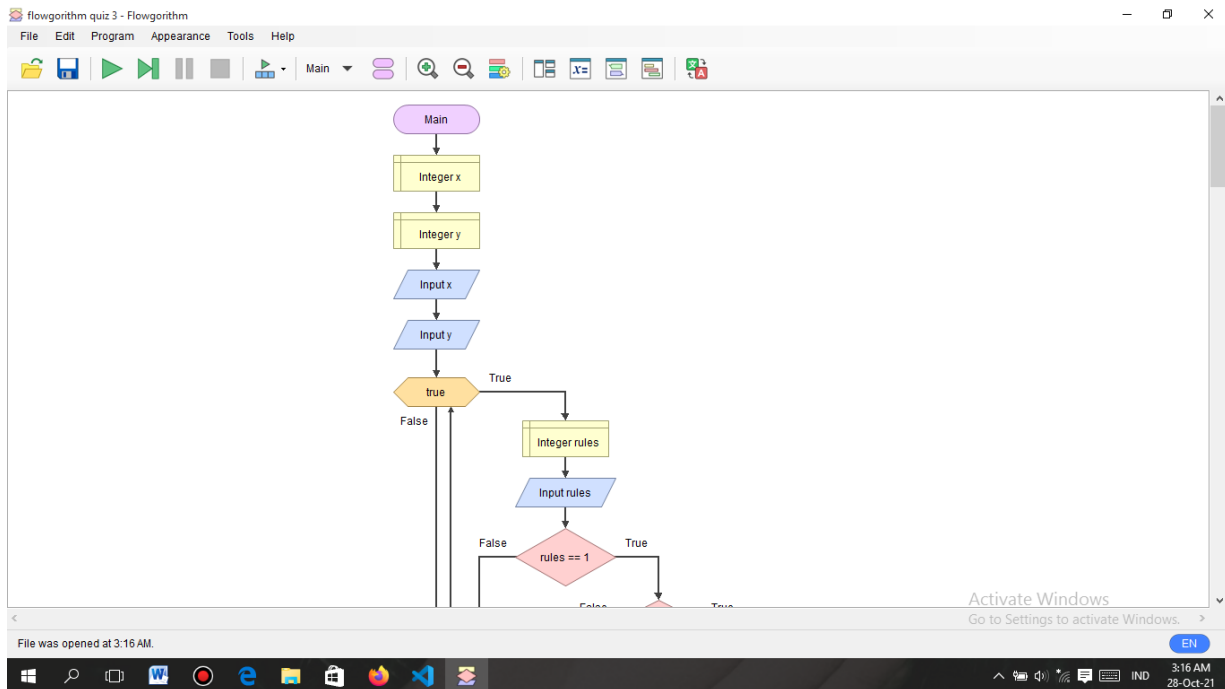 flowgorithm quiz 3 - Flowgorithm
File Edit Program Appearance Tools Help
Main
Main
Integer x
Integer y
Input x
Input y
true
True
False
Integer rules
Input rules
False
True
rules == 1
False
True
Activate Windows
Go to Settings to activate Windows.
File was opened at 3:16 AM.
EN
IND
3:16 AM
28-Oct-21